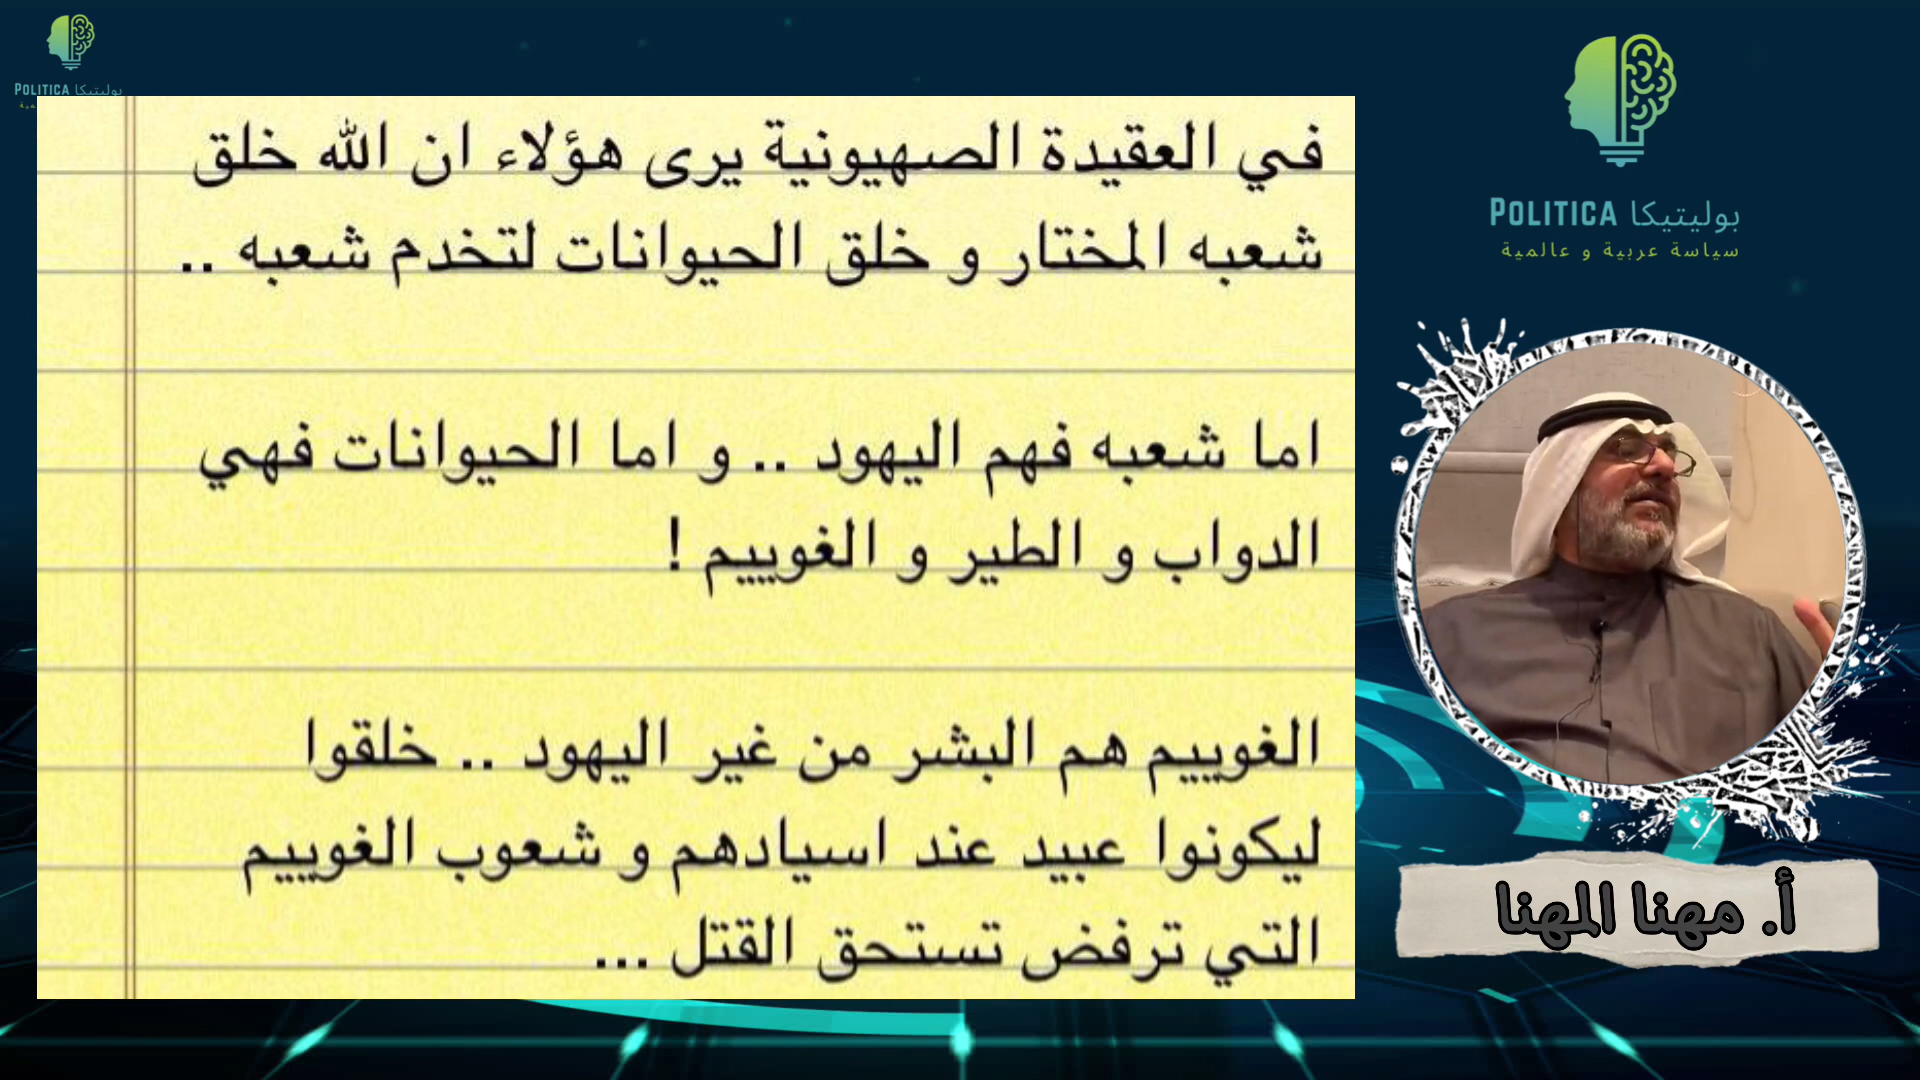 POLITICA بوليتيكا
في العقيدة الصهيونية يرى هؤلاء ان الله خلق
شعبه المختار و خلق الحيوانات لتخدم شعبه ..
اما شعبه فهم اليهود .. و اما الحيوانات فهي
الدواب و الطير و الغوييم !
الغوييم هم البشر من غير اليهود .. خلقوا
ليكونوا عبيد عند اسيادهم و شعوب الغوييم
التي ترفض تستحق القتل ...
POLITICA بوليتيكا
سياسة عربية و عالمية
أ. مهنا المهنا